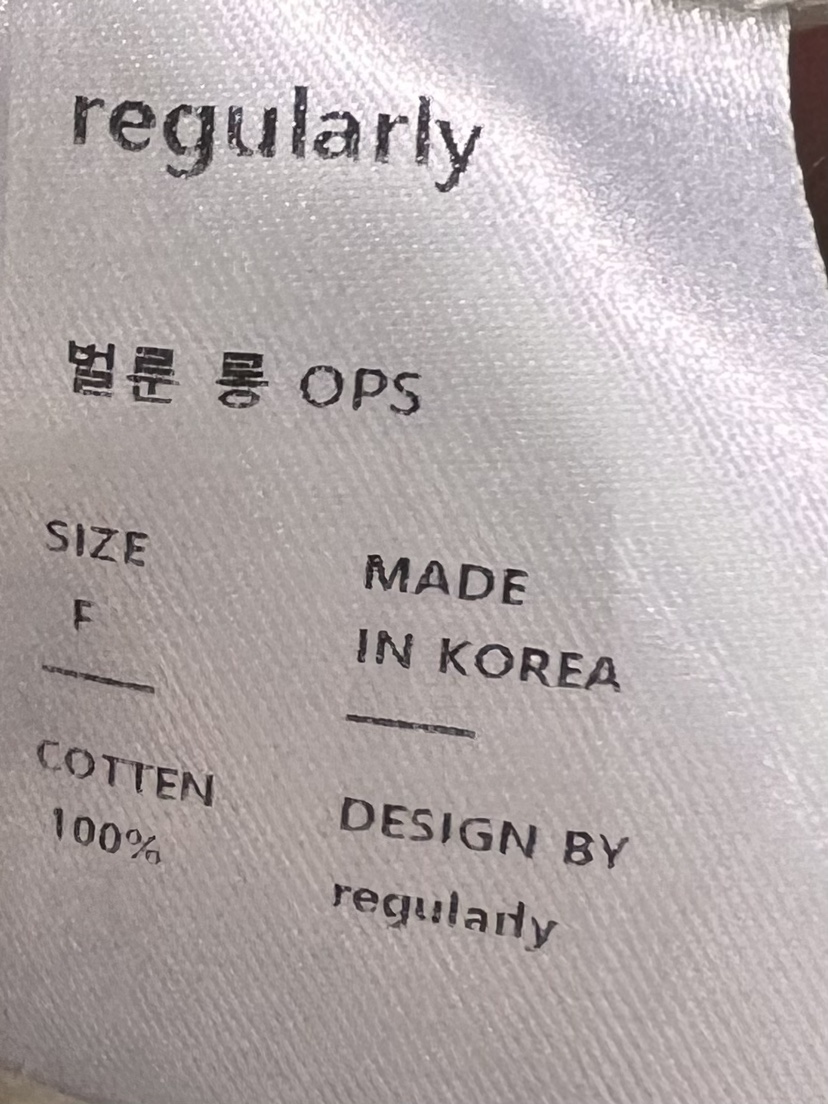 regularly
벌룬 롱 OPS
SIZE
F
COTTEN
100%
MADE
IN KOREA
DESIGN BY
regularly